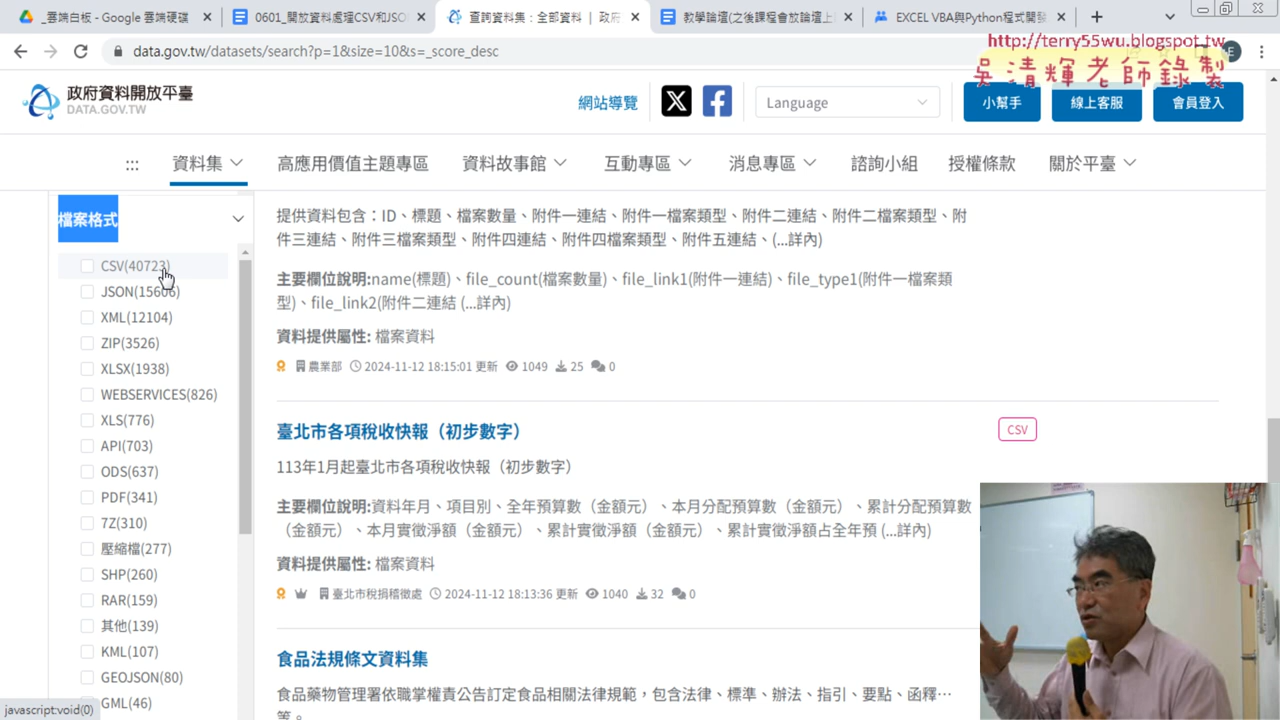 _雲端白板 - Google 雲端硬碟
0601_開放資料處理CSV和JSO
查詢資料集：全部資料 | 政府
教學論壇(之後課程會放論壇上
EXCEL VBA與Python程式開發
data.gov.tw/datasets/search?p=1&size=10&s=_score_desc
E
http://terry55wu.blogspot.tw
吳清輝老師錄製
政府資料開放平臺
DATA.GOV.TW
網站導覽
Language
小幫手
線上客服
會員登入
資料集
高應用價值主題專區
資料故事館
互動專區
消息專區
諮詢小組
授權條款
關於平臺
檔案格式
CSV(40723)
JSON(15606)
XML(12104)
ZIP(3526)
XLSX(1938)
WEBSERVICES(826)
XLS(776)
API(703)
ODS(637)
PDF(341)
7Z(310)
壓縮檔(277)
SHP(260)
RAR(159)
其他(139)
KML(107)
GEOJSON(80)
GML(46)
提供資料包含：ID、標題、檔案數量、附件一連結、附件一檔案類型、附件二連結、附件二檔案類型、附
件三連結、附件三檔案類型、附件四連結、附件四檔案類型、附件五連結、(...詳內)
主要欄位說明:name(標題)、file_count(檔案數量)、file_link1(附件一連結)、file_type1(附件一檔案類
型)、file_link2(附件二連結 (...詳內)
資料提供屬性: 檔案資料
農業部 2024-11-12 18:15:01 更新 1049 25 0
臺北市各項稅收快報（初步數字）
CSV
113年1月起臺北市各項稅收快報（初步數字）
主要欄位說明:資料年月、項目別、全年預算數（金額元）、本月分配預算數（金額元）、累計分配預算數
（金額元）、本月實徵淨額（金額元）、累計實徵淨額（金額元）、累計實徵淨額占全年預 (...詳內)
資料提供屬性: 檔案資料
臺北市稅捐稽徵處 2024-11-12 18:13:36 更新 1040 32 0
食品法規條文資料集
食品藥物管理署依職掌權責公告訂定食品相關法律規範，包含法律、標準、辦法、指引、要點、函釋…
等。
javascript:void(0)